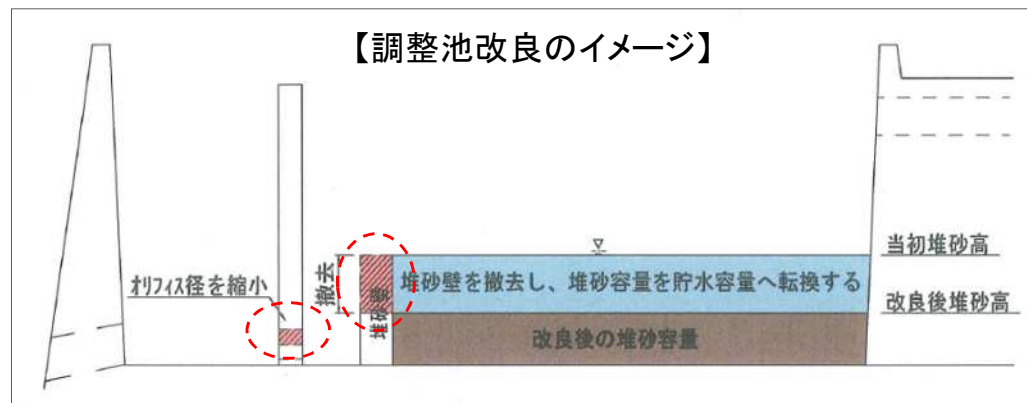 【調整池改良のイメージ】
当初堆砂高
オリフィス径を縮小
撤去
堆砂壁
堆砂壁を撤去し、堆砂容量を貯水容量へ転換する
改良後堆砂高
改良後の堆砂容量